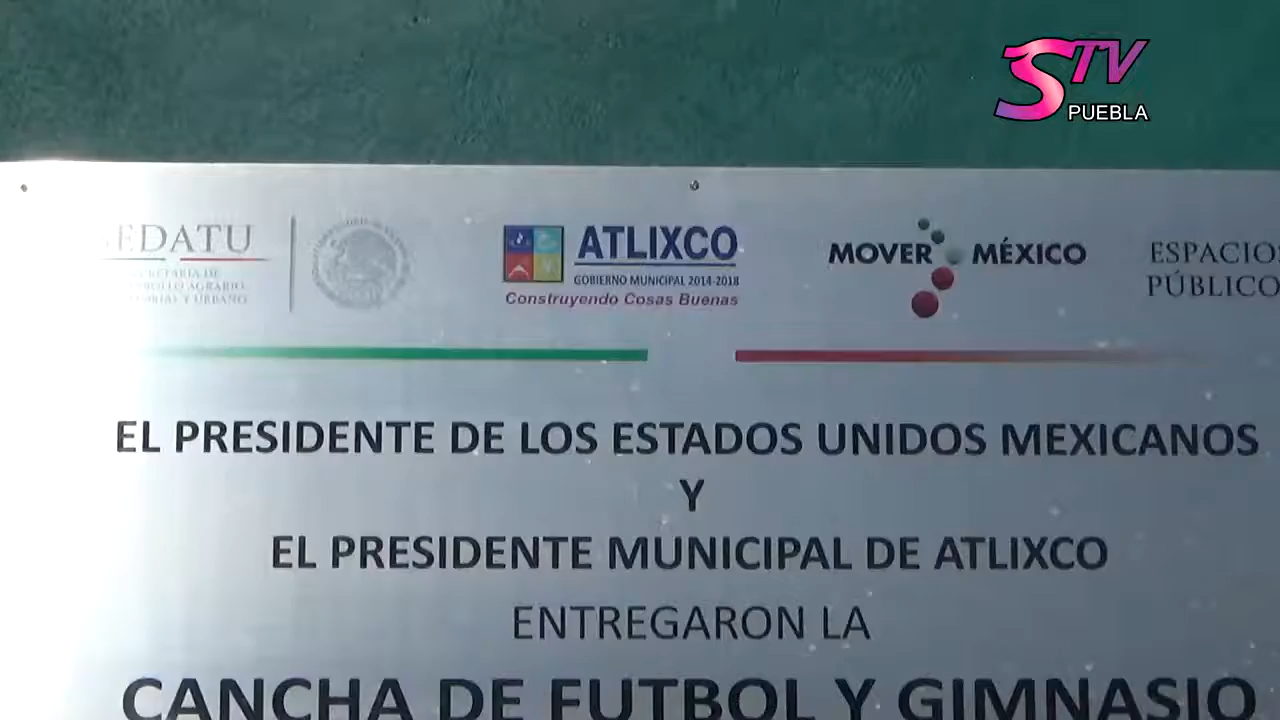 STV
PUEBLA
EDATU
ATLIXCO
GOBIERNO MUNICIPAL 2014-2018
Construyendo Cosas Buenas
MOVER MÉXICO
ESPACIO
PÚBLICO
EL PRESIDENTE DE LOS ESTADOS UNIDOS MEXICANOS
Y
EL PRESIDENTE MUNICIPAL DE ATLIXCO
ENTREGARON LA
CANCHA DE FUTBOL Y GIMNASIO